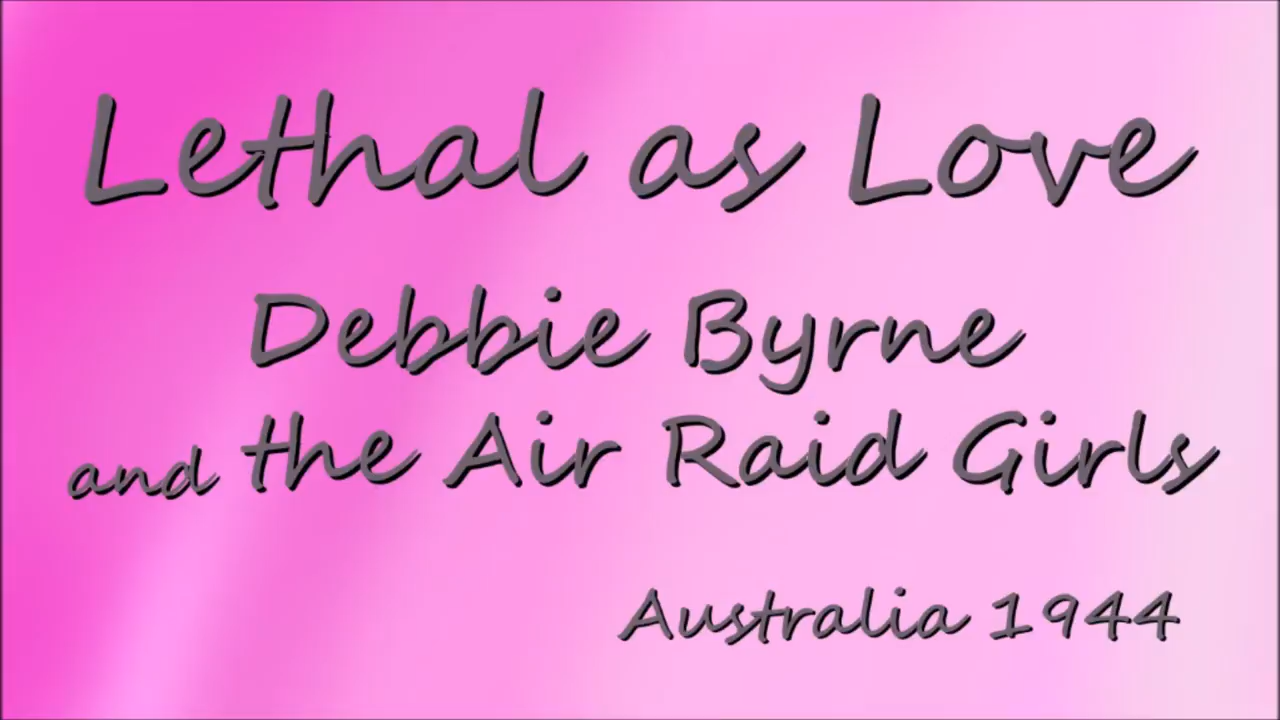 Lethal as Love
Debbie Byrne
and the Air Raid Girls
Australia 1944